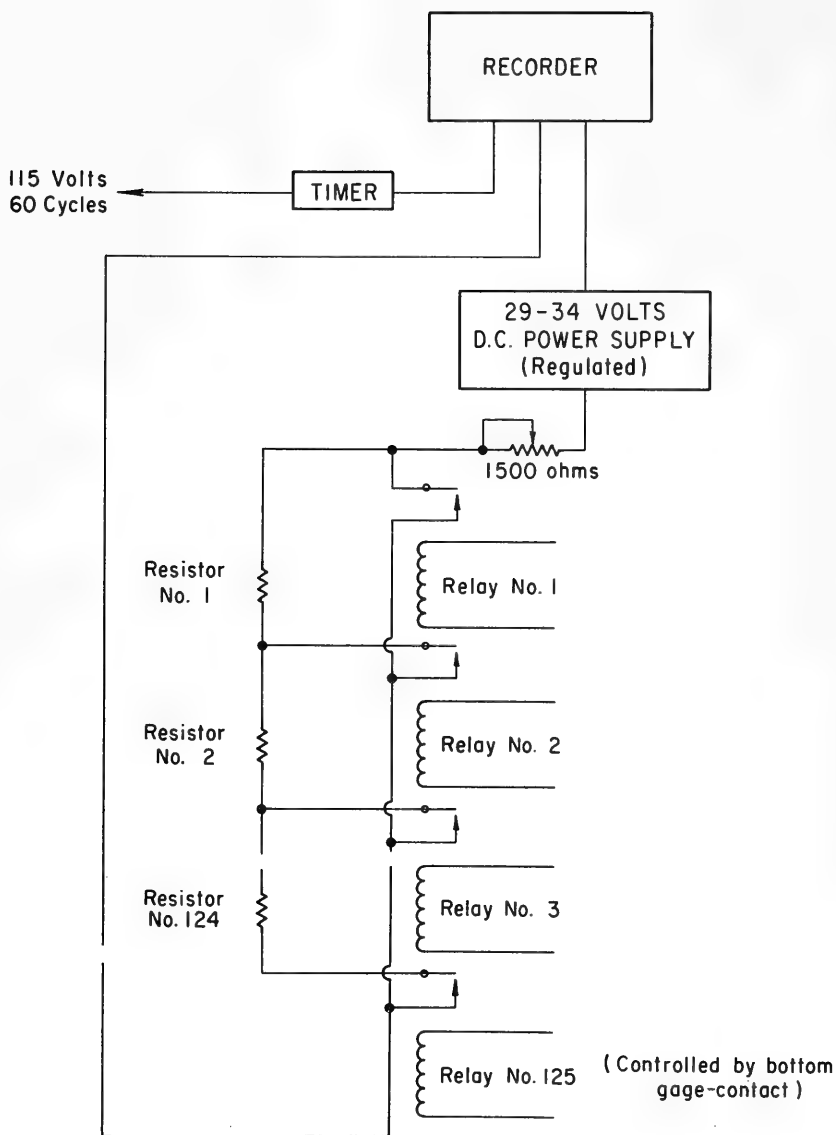 RECORDER
115 Volts
60 Cycles
TIMER
29-34 VOLTS
D.C. POWER SUPPLY
(Regulated)
1500 ohms
Resistor
No. 1
Relay No. 1
Resistor
No. 2
Relay No. 2
Resistor
No. 124
Relay No. 3
Relay No. 125
(Controlled by bottom
gage-contact)